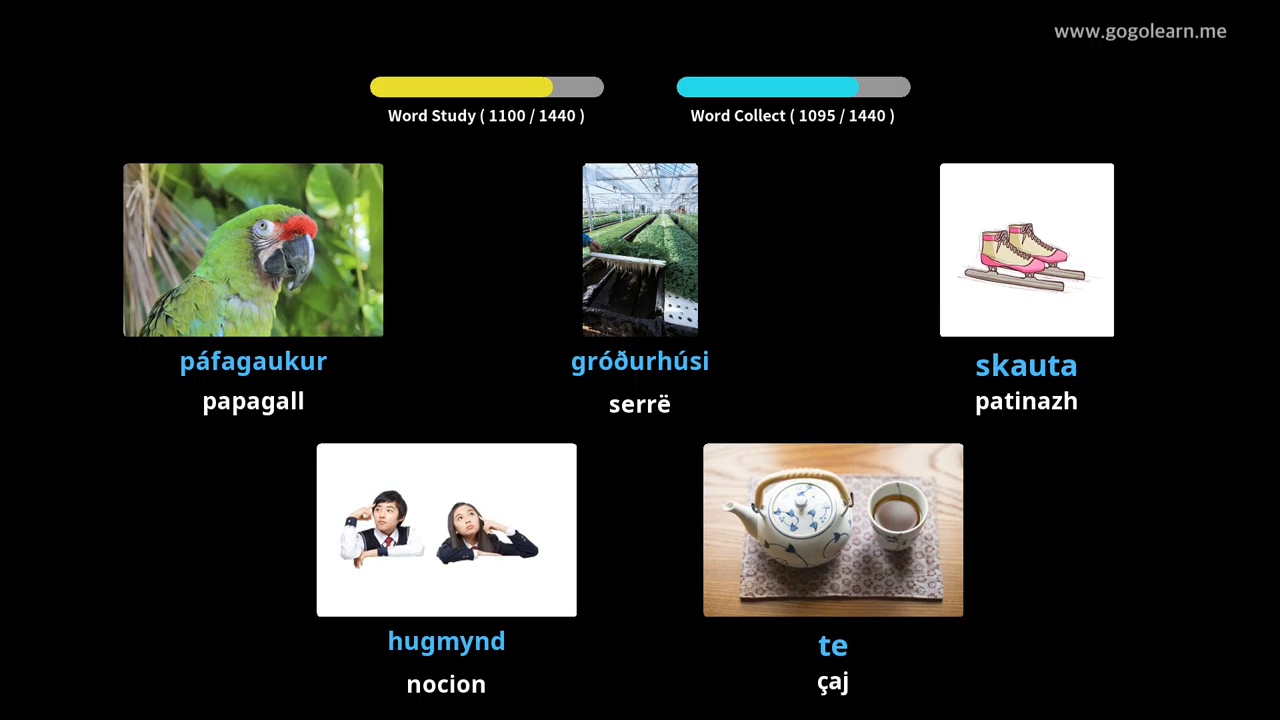 www.gogolearn.me
Word Study ( 1100 / 1440 )
Word Collect ( 1095 / 1440 )
páfagaukur
papagall
gróðurhúsi
serrë
skauta
patinazh
hugmynd
nocion
te
çaj